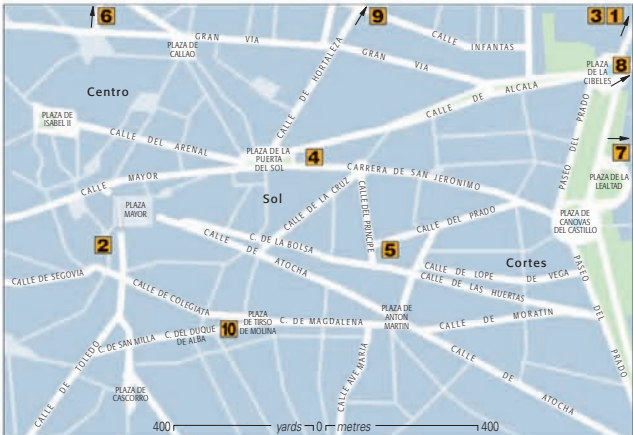 6
9
3 1
GRAN VIA
PLAZA DE
CALLAO
GRAN VIA
CALLE INFANTAS
CALLE DE HORTALEZA
PLAZA
DE LA
CIBELES
8
Centro
CALLE DE ALCALA
PLAZA DE
ISABEL II
CALLE DEL ARENAL
PLAZA DE LA
PUERTA
DEL SOL
4
PASEO DEL PRADO
7
CALLE MAYOR
CARRERA DE SAN JERONIMO
PLAZA DE LA
LEALTAD
PLAZA
MAYOR
Sol
CALLE DE LA CRUZ
CALLE DEL PRINCIPE
CALLE DEL PRADO
PLAZA DE
CANOVAS
DEL CASTILLO
2
CALLE DE ATOCHA
C. DE LA BOLSA
5
Cortes
CALLE DE SEGOVIA
CALLE DE LOPE DE VEGA
CALLE DE LAS HUERTAS
PASEO DEL PRADO
CALLE DE COLEGIATA
PLAZA
DE TIRSO
DE MOLINA
C. DE MAGDALENA
PLAZA DE
ANTON
MARTIN
CALLE DE MORATIN
10
C. DE SAN MILLA
C. DEL DUQUE
DE ALBA
CALLE DE TOLEDO
CALLE AVE MARIA
CALLE DE ATOCHA
PLAZA DE
CASCORRO
400 yards 0 metres 400